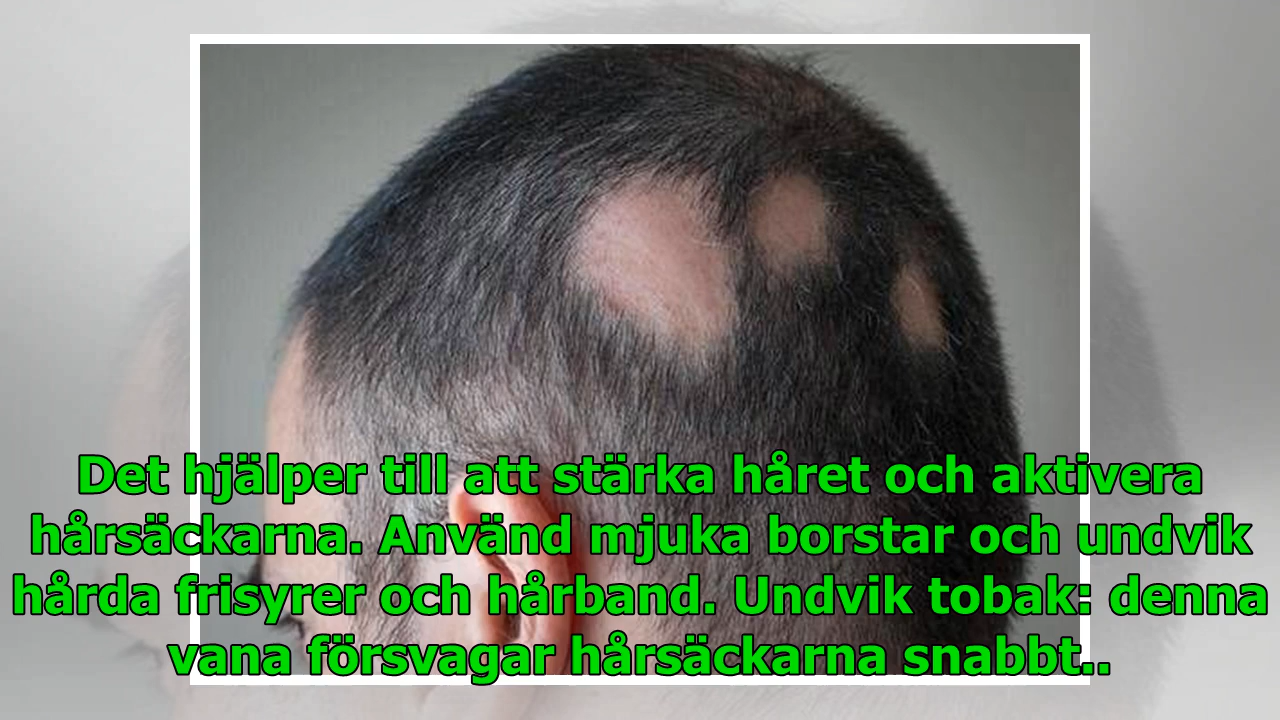 Det hjälper till att stärka håret och aktivera
hårsäckarna. Använd mjuka borstar och undvik
hårda frisyrer och hårband. Undvik tobak: denna
vana försvagar hårsäckarna snabbt..